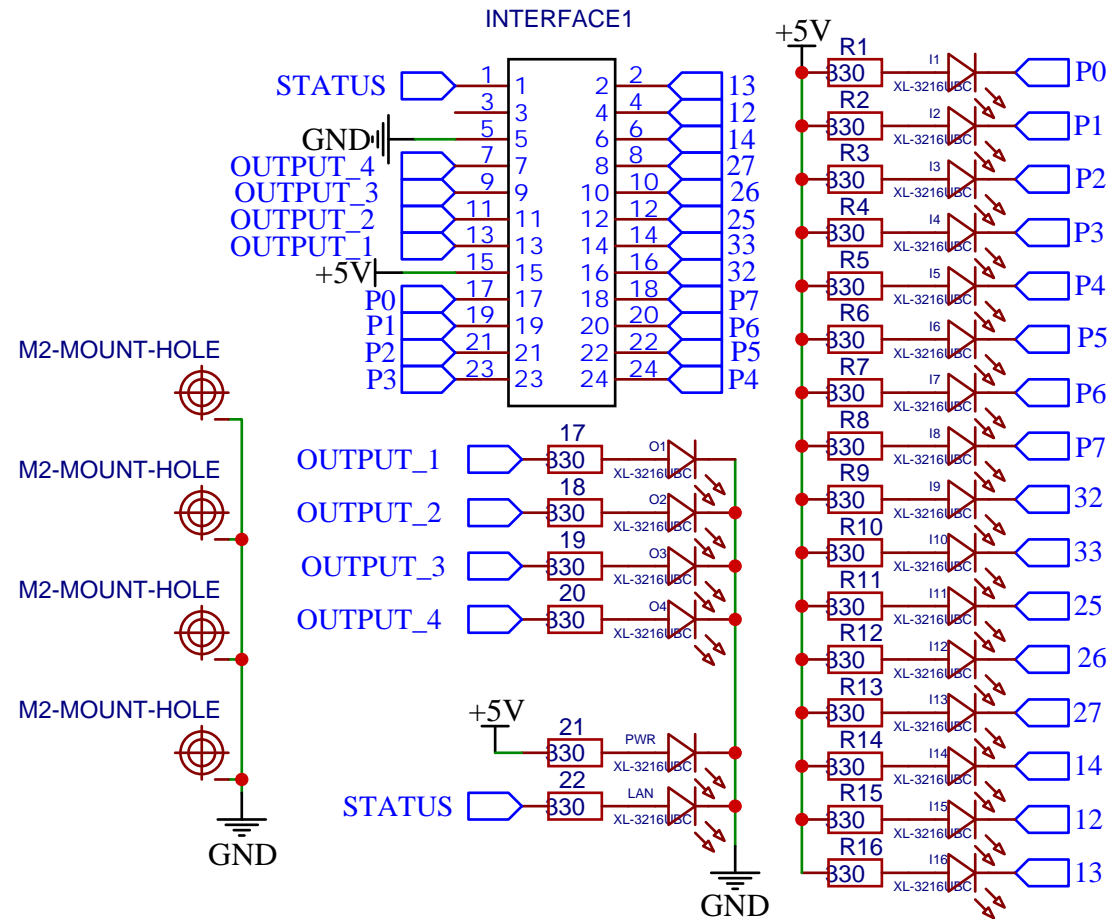 INTERFACE1
STATUS 1 1 2 2 13
3 3 4 4 12
GND 5 5 6 6 14
OUTPUT_4 7 7 8 8 27
OUTPUT_3 9 9 10 10 26
OUTPUT_2 11 11 12 12 25
OUTPUT_1 13 13 14 14 33
+5V 15 15 16 16 32
P0 17 17 18 18 P7
P1 19 19 20 20 P6
P2 21 21 22 22 P5
P3 23 23 24 24 P4
M2-MOUNT-HOLE
M2-MOUNT-HOLE
M2-MOUNT-HOLE
M2-MOUNT-HOLE
GND
17 O1
OUTPUT_1 330 XL-3216UBC
18 O2
OUTPUT_2 330 XL-3216UBC
19 O3
OUTPUT_3 330 XL-3216UBC
20 O4
OUTPUT_4 330 XL-3216UBC
+5V
21 PWR
330 XL-3216UBC
22 LAN
STATUS 330 XL-3216UBC
GND
+5V
R1 I1
330 XL-3216UBC P0
R2 I2
330 XL-3216UBC P1
R3 I3
330 XL-3216UBC P2
R4 I4
330 XL-3216UBC P3
R5 I5
330 XL-3216UBC P4
R6 I6
330 XL-3216UBC P5
R7 I7
330 XL-3216UBC P6
R8 I8
330 XL-3216UBC P7
R9 I9
330 XL-3216UBC 32
R10 I10
330 XL-3216UBC 33
R11 I11
330 XL-3216UBC 25
R12 I12
330 XL-3216UBC 26
R13 I13
330 XL-3216UBC 27
R14 I14
330 XL-3216UBC 14
R15 I15
330 XL-3216UBC 12
R16 I16
330 XL-3216UBC 13